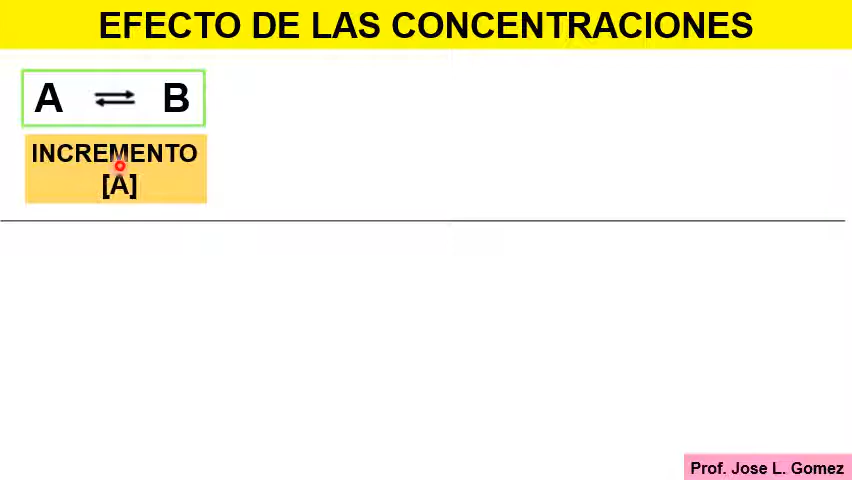 EFECTO DE LAS CONCENTRACIONES
A ⇌ B
INCREMENTO
[A]
Prof. Jose L. Gomez